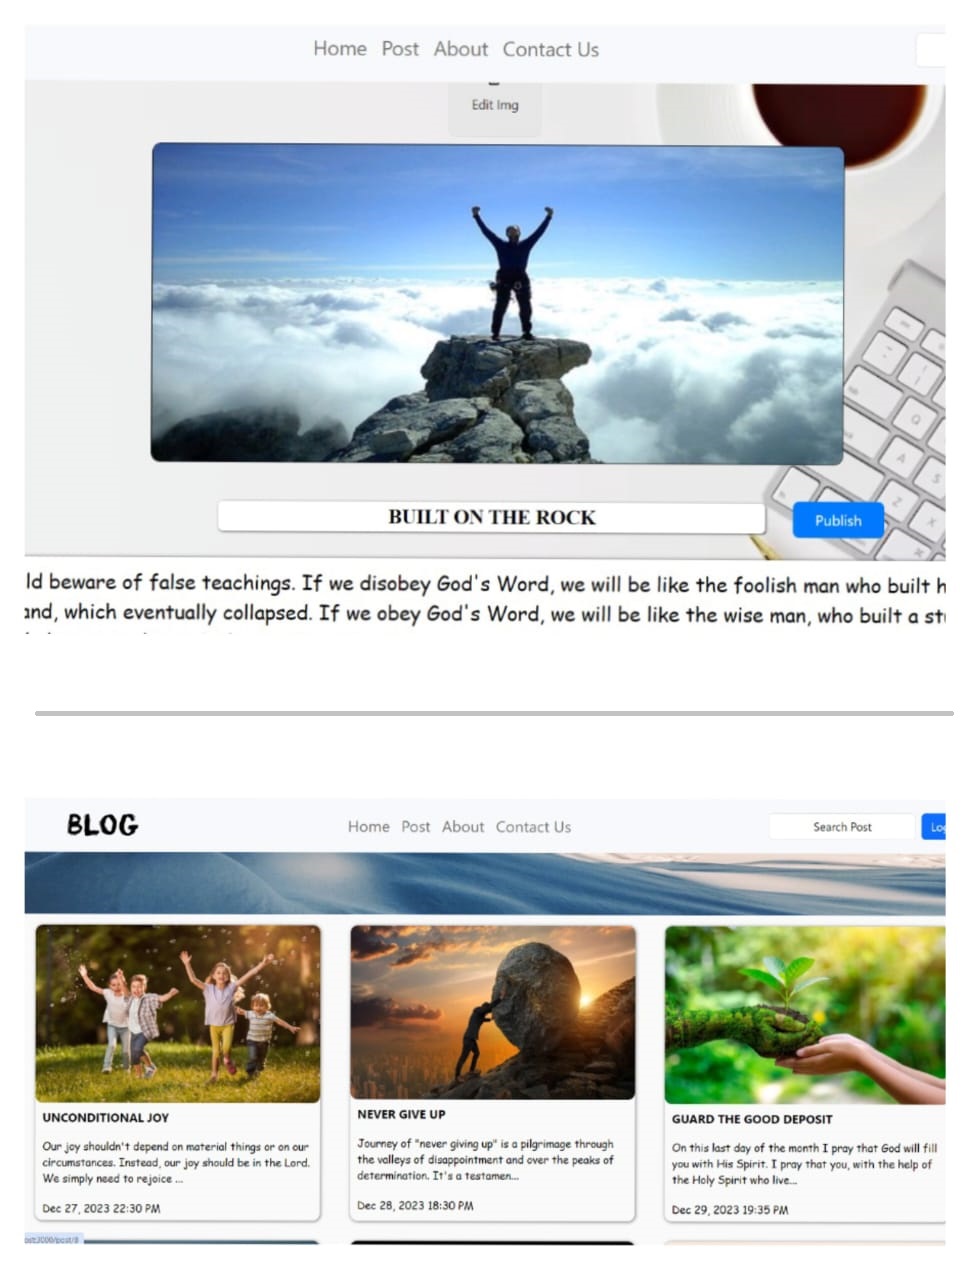 Home Post About Contact Us
Edit Img
BUILT ON THE ROCK
Publish
beware of false teachings. If we disobey God's Word, we will be like the foolish man who built
which eventually collapsed. If we obey God's Word, we will be like the wise man, who built a
BLOG
Home Post About Contact Us
Search Post
UNCONDITIONAL JOY
Our joy shouldn't depend on material things or on our
circumstances. Instead, our joy should be in the Lord.
We simply need to rejoice ...
Dec 27, 2023 22:30 PM
NEVER GIVE UP
Journey of "never giving up" is a pilgrimage through
the valleys of disappointment and over the peaks of
determination. It's a testamen...
Dec 28, 2023 18:30 PM
GUARD THE GOOD DEPOSIT
On this last day of the month I pray that God will fill
you with His Spirit. I pray that you, with the help of
the Holy Spirit who live...
Dec 29, 2023 19:35 PM